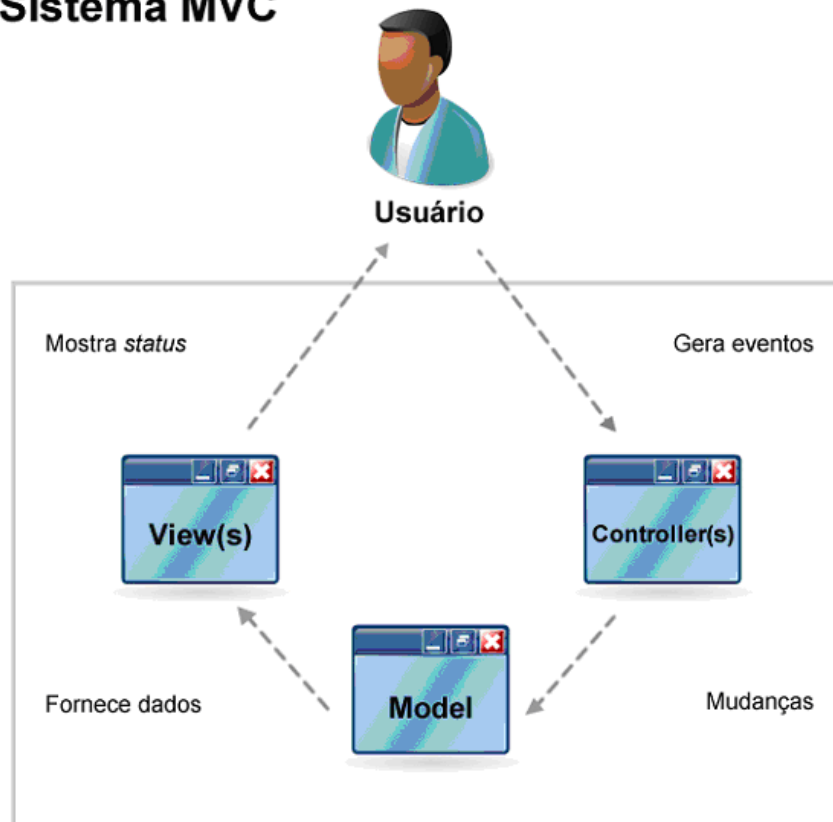 Sistema MVC
Usuário
Mostra status
Gera eventos
View(s)
Controller(s)
Model
Fornece dados
Mudanças